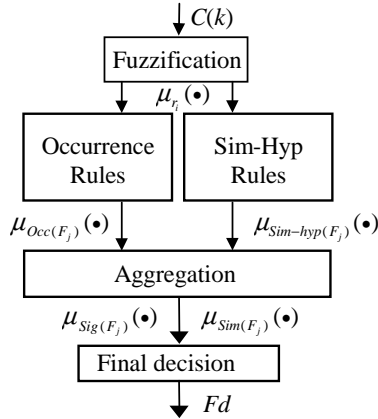 C(k)
Fuzzification
μ_{r_i}(•)
Occurrence
Rules
Sim-Hyp
Rules
μ_{Occ(F_j)}(•)
μ_{Sim-hyp(F_j)}(•)
Aggregation
μ_{Sig(F_j)}(•)
μ_{Sim(F_j)}(•)
Final decision
Fd